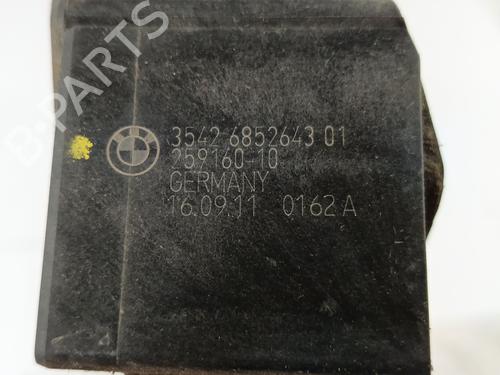 3542 6852643 01
259160-10
GERMANY
16.09.11 0162 A
B-PARTS